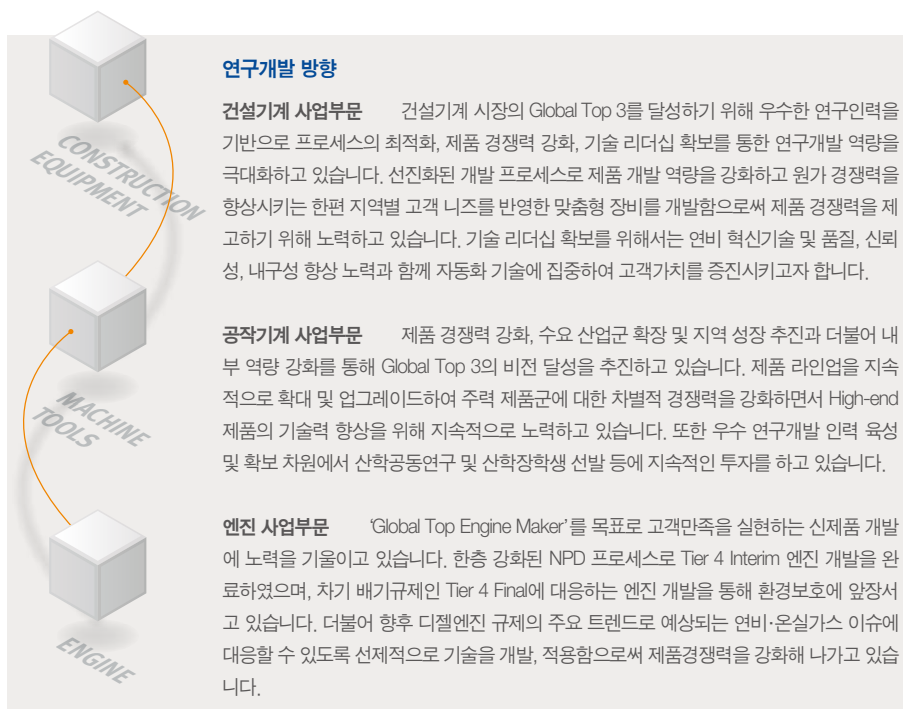 연구개발 방향
건설기계 사업부문 건설기계 시장의 Global Top 3를 달성하기 위해 우수한 연구인력을
기반으로 프로세스의 최적화, 제품 경쟁력 강화, 기술 리더십 확보를 통한 연구개발 역량을
극대화하고 있습니다. 선진화된 개발 프로세스로 제품 개발 역량을 강화하고 원가 경쟁력을
향상시키는 한편 지역별 고객 니즈를 반영한 맞춤형 장비를 개발함으로써 제품 경쟁력을 제
고하기 위해 노력하고 있습니다. 기술 리더십 확보를 위해서는 연비 혁신기술 및 품질, 신뢰
성, 내구성 향상 노력과 함께 자동화 기술에 집중하여 고객가치를 증진시키고자 합니다.
CONSTRUCTION
EQUIPMENT
공작기계 사업부문 제품 경쟁력 강화, 수요 산업군 확장 및 지역 성장 추진과 더불어 내
부 역량 강화를 통해 Global Top 3의 비전 달성을 추진하고 있습니다. 제품 라인업을 지속
적으로 확대 및 업그레이드하여 주력 제품군에 대한 차별적 경쟁력을 강화하면서 High-end
제품의 기술력 향상을 위해 지속적으로 노력하고 있습니다. 또한 우수 연구개발 인력 육성
및 확보 차원에서 산학공동연구 및 산학장학생 선발 등에 지속적인 투자를 하고 있습니다.
MACHINE
TOOLS
엔진 사업부문 ‘Global Top Engine Maker’를 목표로 고객만족을 실현하는 신제품 개발
에 노력을 기울이고 있습니다. 한층 강화된 NPD 프로세스로 Tier 4 Interim 엔진 개발을 완
료하였으며, 차기 배기규제인 Tier 4 Final에 대응하는 엔진 개발을 통해 환경보호에 앞장서
고 있습니다. 더불어 향후 디젤엔진 규제의 주요 트렌드로 예상되는 연비·온실가스 이슈에
대응할 수 있도록 선제적으로 기술을 개발, 적용함으로써 제품경쟁력을 강화해 나가고 있습
니다.
ENGINE